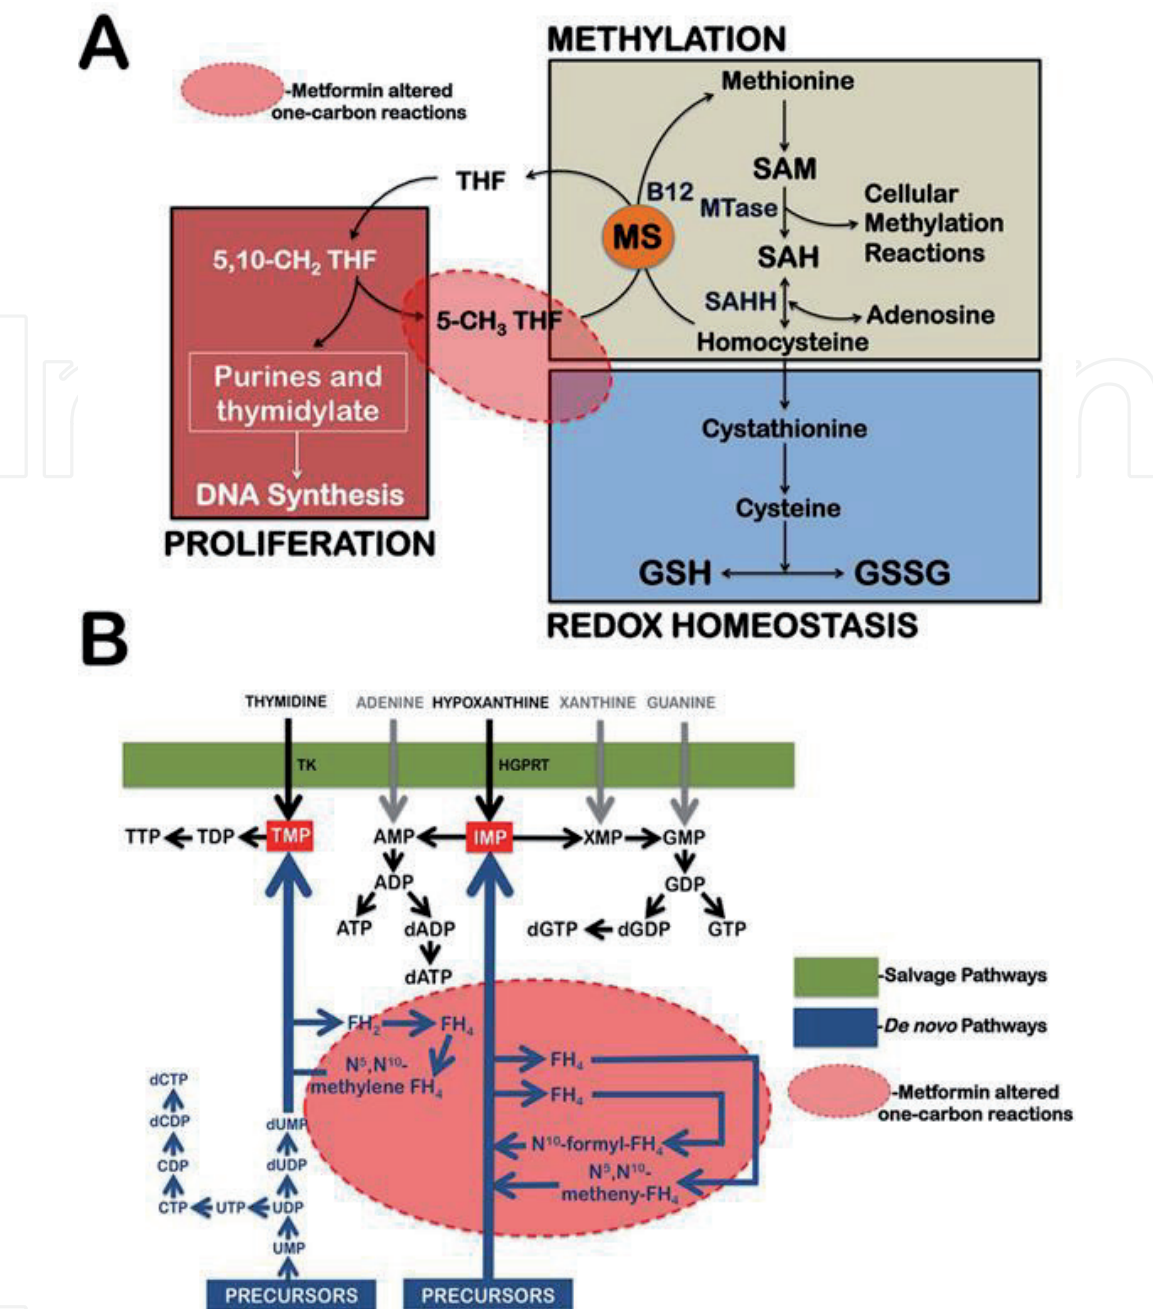 A
-Metformin altered
one-carbon reactions
METHYLATION
Methionine
SAM
B12
MTase
Cellular
Methylation
Reactions
THF
MS
SAH
5,10-CH₂ THF
SAHH
Adenosine
5-CH₃ THF
Homocysteine
Purines and
thymidylate
Cystathionine
DNA Synthesis
Cysteine
PROLIFERATION
GSH
GSSG
REDOX HOMEOSTASIS
B
THYMIDINE ADENINE HYPOXANTHINE XANTHINE GUANINE
TK HGPRT
TTP TDP TMP AMP IMP XMP GMP
ADP GDP
ATP dADP dGTP dGDP GTP
dATP
-Salvage Pathways
-De novo Pathways
-Metformin altered
one-carbon reactions
FH₂ FH₄
N⁵,N¹⁰-
methylene FH₄
FH₄
FH₄
N¹⁰-formyl-FH₄
N⁵,N¹⁰-
metheny-FH₄
dCTP
dCDP dUMP
CDP dUDP
CTP UTP UDP
UMP
PRECURSORS PRECURSORS